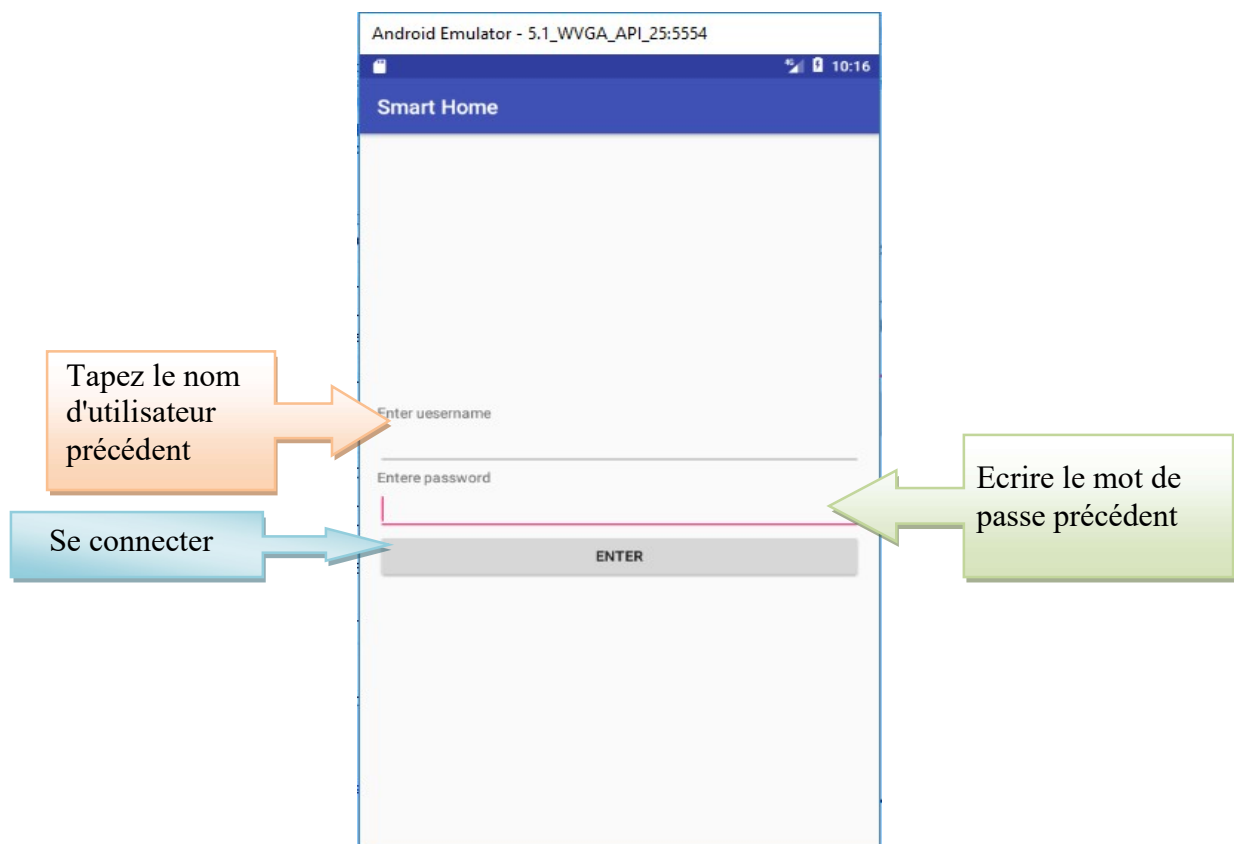 Android Emulator - 5.1_WVGA_API_25:5554
4G 10:16
Smart Home
Tapez le nom
d'utilisateur
précédent
Enter uesername
Entere password
Ecrire le mot de
passe précédent
Se connecter
ENTER